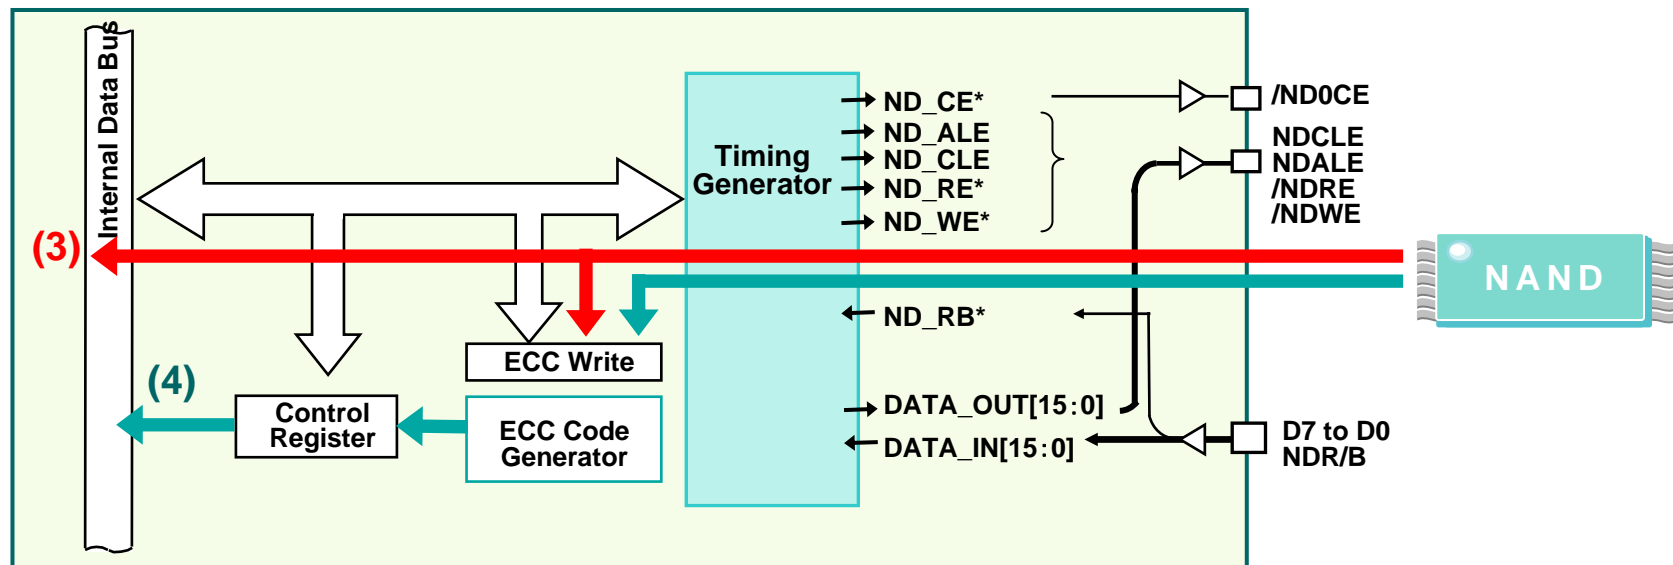 Internal Data Bus
Timing
Generator
ND_CE*
ND_ALE
ND_CLE
ND_RE*
ND_WE*
/ND0CE
NDCLE
NDALE
/NDRE
/NDWE
(3)
NAND
ND_RB*
ECC Write
(4)
Control
Register
ECC Code
Generator
DATA_OUT[15:0]
DATA_IN[15:0]
D7 to D0
NDR/B